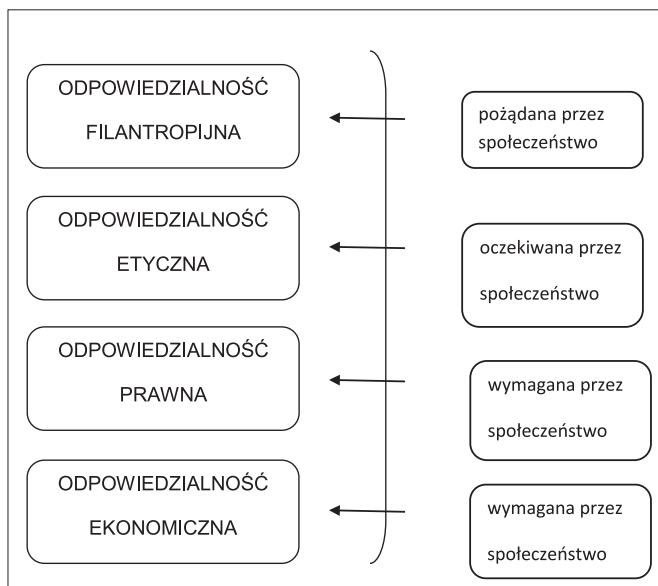 ODPOWIEDZIALNOŚĆ
FILANTROPIJNA
pożądana przez
społeczeństwo
ODPOWIEDZIALNOŚĆ
ETYCZNA
oczekiwana przez
społeczeństwo
ODPOWIEDZIALNOŚĆ
PRAWNA
wymagana przez
społeczeństwo
ODPOWIEDZIALNOŚĆ
EKONOMICZNA
wymagana przez
społeczeństwo